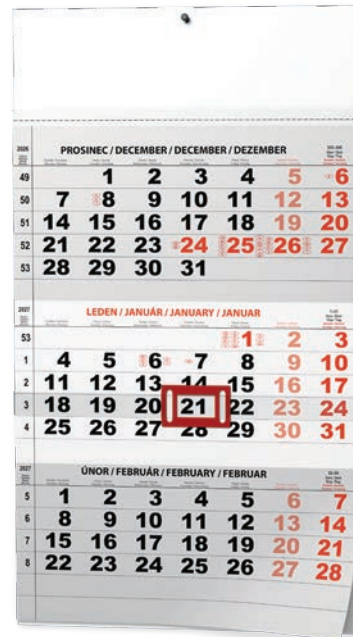 2026 PROSINEC / DECEMBER / DECEMBER / DEZEMBER
49 1 2 3 4 5 6
50 7 8 9 10 11 12 13
51 14 15 16 17 18 19 20
52 21 22 23 24 25 26 27
53 28 29 30 31
2027 LEDEN / JANUÁR / JANUARY / JANUAR
53 1 2 3
1 4 5 6 7 8 9 10
2 11 12 13 14 15 16 17
3 18 19 20 21 22 23 24
4 25 26 27 28 29 30 31
2027 ÚNOR / FEBRUÁR / FEBRUARY / FEBRUAR
5 1 2 3 4 5 6 7
6 8 9 10 11 12 13 14
7 15 16 17 18 19 20 21
8 22 23 24 25 26 27 28